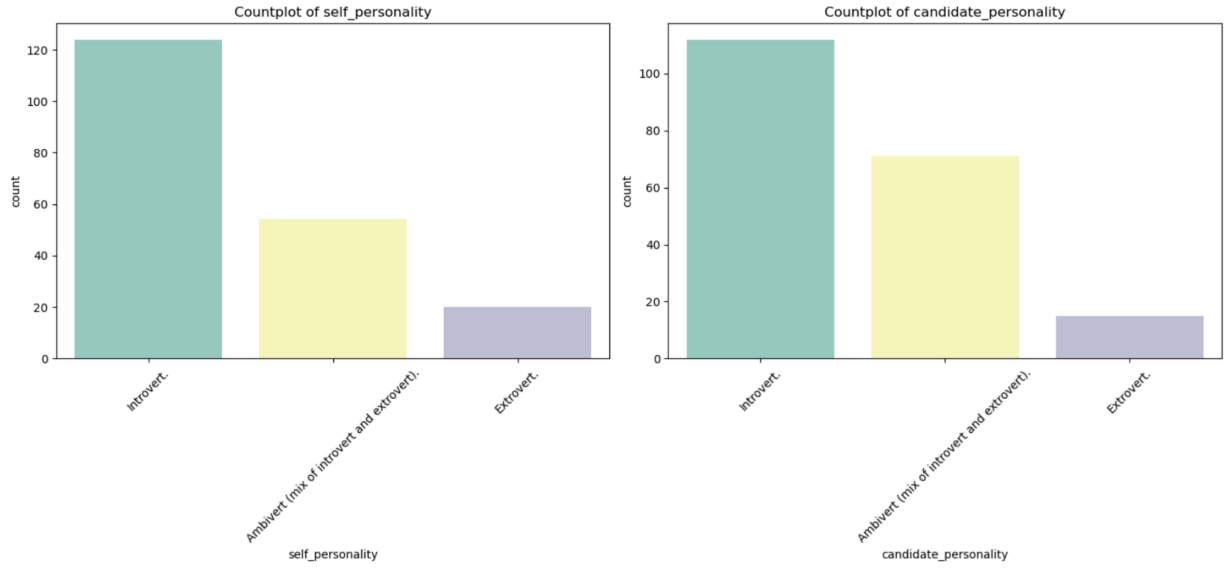 Countplot of self_personality
count
120
100
80
60
40
20
0
Introvert.
Ambivert (mix of introvert and extrovert).
Extrovert.
self_personality
Countplot of candidate_personality
count
100
80
60
40
20
0
Introvert.
Ambivert (mix of introvert and extrovert).
Extrovert.
candidate_personality